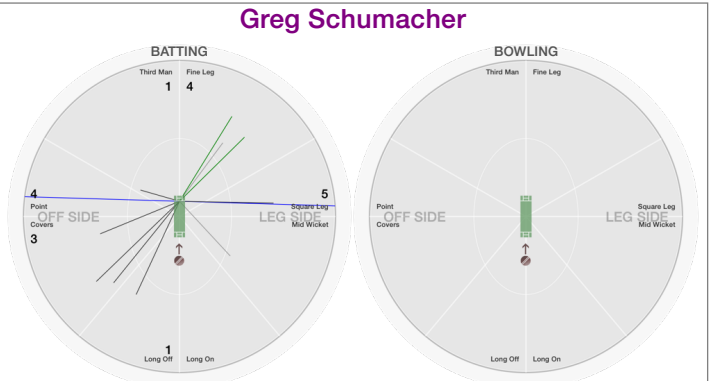 Greg Schumacher
BATTING
Third Man
Fine Leg
1
4
4
5
Point
Square Leg
OFF SIDE
LEG SIDE
Covers
Mid Wicket
3
1
Long Off
Long On
BOWLING
Third Man
Fine Leg
Point
Square Leg
OFF SIDE
LEG SIDE
Covers
Mid Wicket
Long Off
Long On